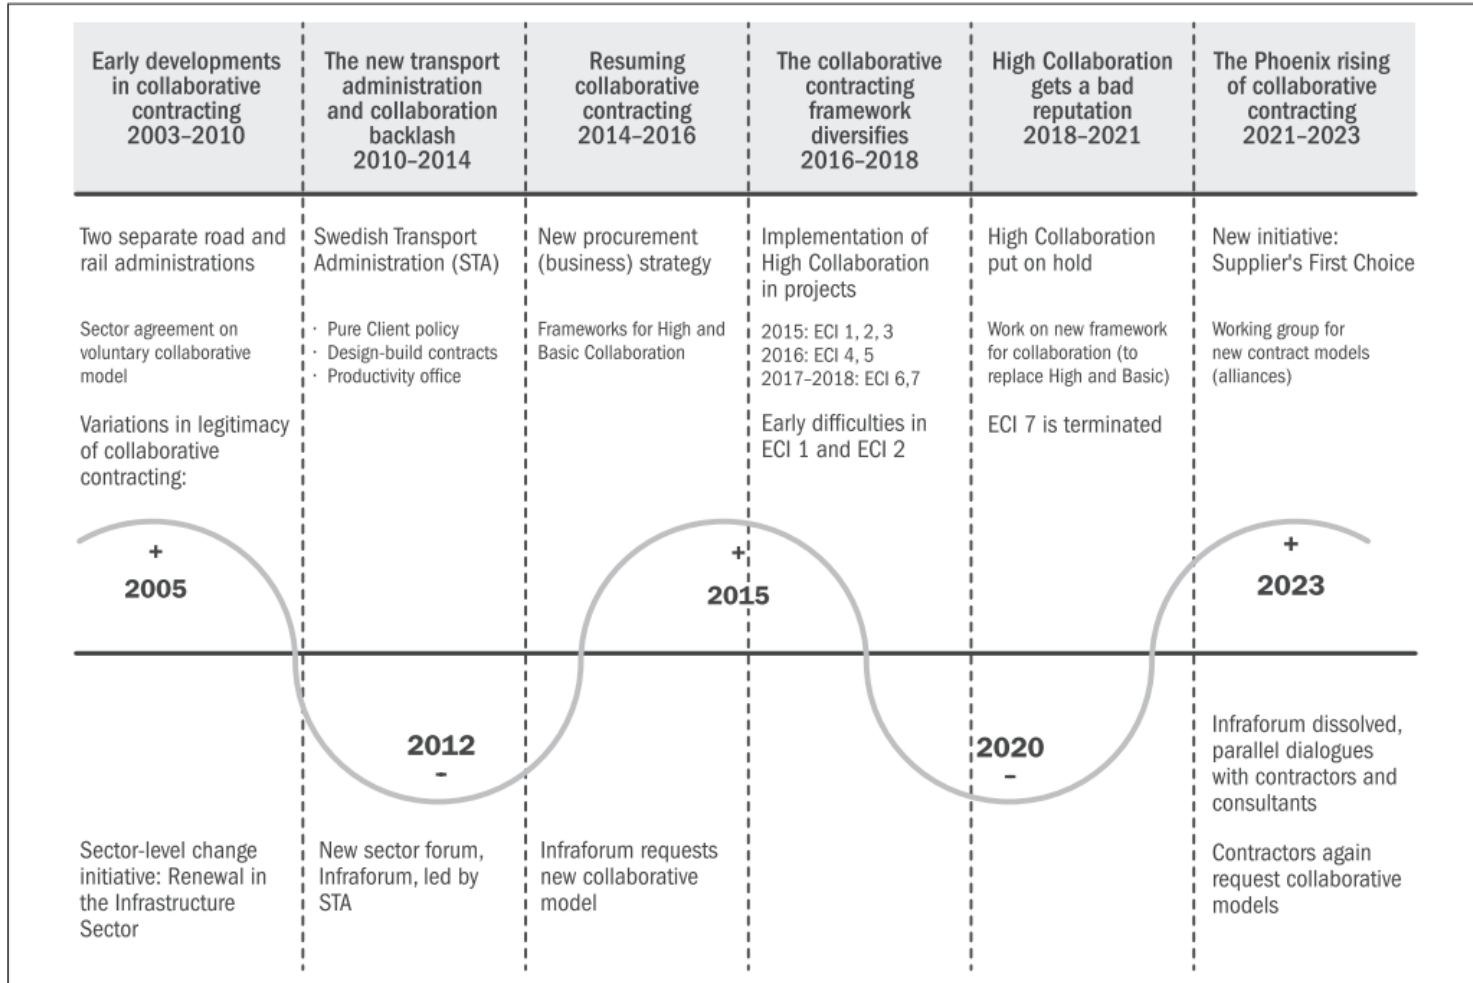 Early developments
in collaborative
contracting
2003–2010
The new transport
administration
and collaboration
backlash
2010–2014
Resuming
collaborative
contracting
2014–2016
The collaborative
contracting
framework
diversifies
2016–2018
High Collaboration
gets a bad
reputation
2018–2021
The Phoenix rising
of collaborative
contracting
2021–2023
Two separate road and
rail administrations
Sector agreement on
voluntary collaborative
model
Variations in legitimacy
of collaborative
contracting:
Swedish Transport
Administration (STA)
· Pure Client policy
· Design-build contracts
· Productivity office
New procurement
(business) strategy
Frameworks for High and
Basic Collaboration
Implementation of
High Collaboration
in projects
2015: ECI 1, 2, 3
2016: ECI 4, 5
2017–2018: ECI 6,7
Early difficulties in
ECI 1 and ECI 2
High Collaboration
put on hold
Work on new framework
for collaboration (to
replace High and Basic)
ECI 7 is terminated
New initiative:
Supplier's First Choice
Working group for
new contract models
(alliances)
+
2005
+
2015
+
2023
2012
-
2020
–
Sector-level change
initiative: Renewal in
the Infrastructure
Sector
New sector forum,
Infraforum, led by
STA
Infraforum requests
new collaborative
model
Infraforum dissolved,
parallel dialogues
with contractors and
consultants
Contractors again
request collaborative
models